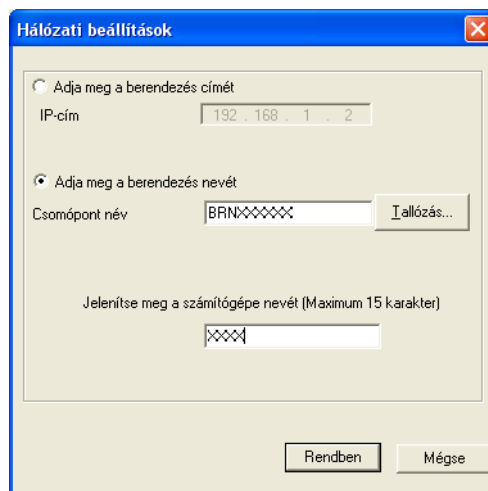 Hálózati beállítások
Adja meg a berendezés címét
IP-cím 192 . 168 . 1 . 2
Adja meg a berendezés nevét
Csomópont név BRNXXXXXX Tallózás...
Jelenítse meg a számítógépe nevét (Maximum 15 karakter)
XXXX
Rendben Mégse